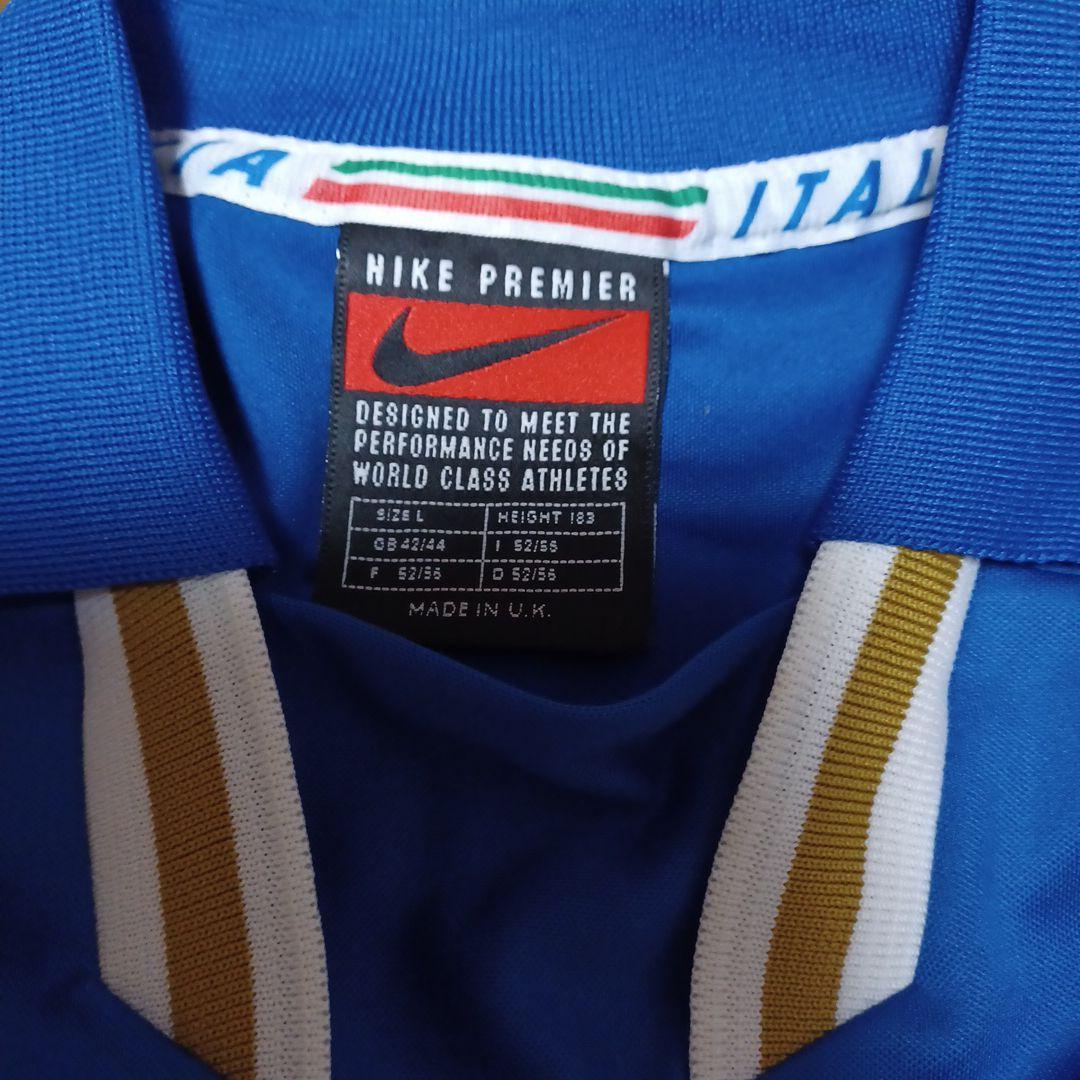 IA
ITAL
NIKE PREMIER
DESIGNED TO MEET THE
PERFORMANCE NEEDS OF
WORLD CLASS ATHLETES
SIZE L HEIGHT 183
GB 42/44 I 52/56
F 52/56 D 52/56
MADE IN U.K.